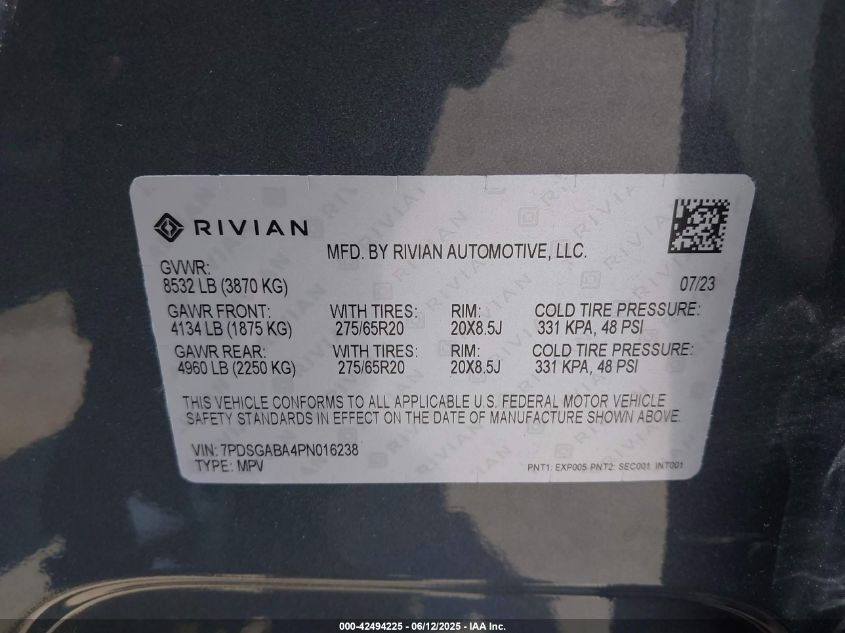 RIVIAN
MFD. BY RIVIAN AUTOMOTIVE, LLC.
GVWR:
8532 LB (3870 KG)
07/23
GAWR FRONT: WITH TIRES: RIM: COLD TIRE PRESSURE:
4134 LB (1875 KG) 275/65R20 20X8.5J 331 KPA, 48 PSI
GAWR REAR: WITH TIRES: RIM: COLD TIRE PRESSURE:
4960 LB (2250 KG) 275/65R20 20X8.5J 331 KPA, 48 PSI
THIS VEHICLE CONFORMS TO ALL APPLICABLE U.S. FEDERAL MOTOR VEHICLE
SAFETY STANDARDS IN EFFECT ON THE DATE OF MANUFACTURE SHOWN ABOVE.
VIN: 7PDSGABA4PN016238
TYPE: MPV
PNT1: EXP005 PNT2: SEC001 INT001
000-42494225 - 06/12/2025 - IAA Inc.